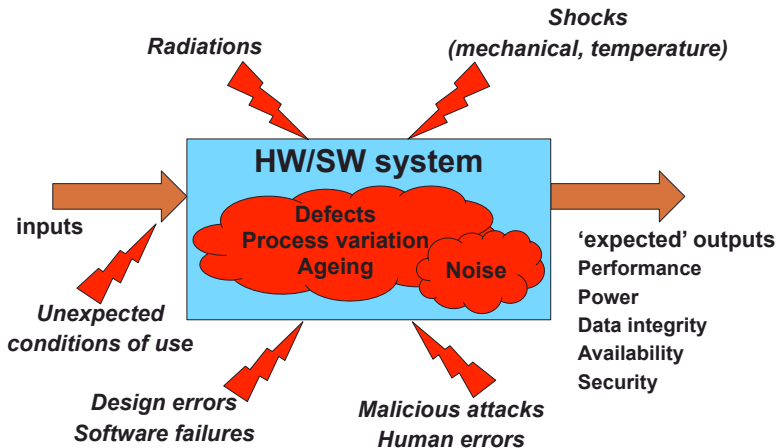 Shocks
(mechanical, temperature)
Radiations
HW/SW system
inputs
Defects
Process variation
Ageing
Noise
‘expected’ outputs
Performance
Power
Data integrity
Availability
Security
Unexpected
conditions of use
Design errors
Software failures
Malicious attacks
Human errors